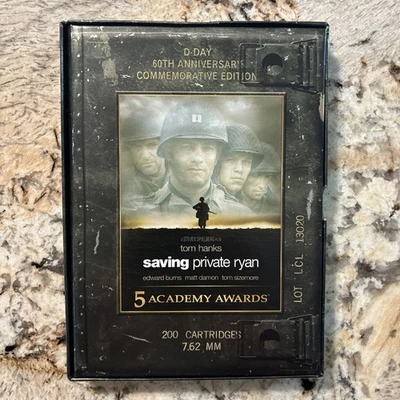 D-DAY
60TH ANNIVERSARY
COMMEMORATIVE EDITION
tom hanks
saving private ryan
edward burns matt damon tom sizemore
5 ACADEMY AWARDS
LOT LCL 13020
200 CARTRIDGES
7.62 MM